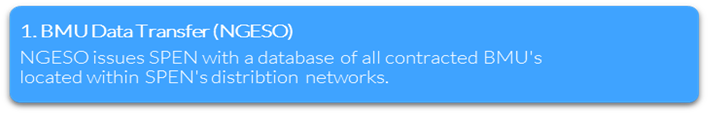 1. BMU Data Transfer (NGESO)
NGESO issues SPEN with a database of all contracted BMU's
located within SPEN's distribtion networks.